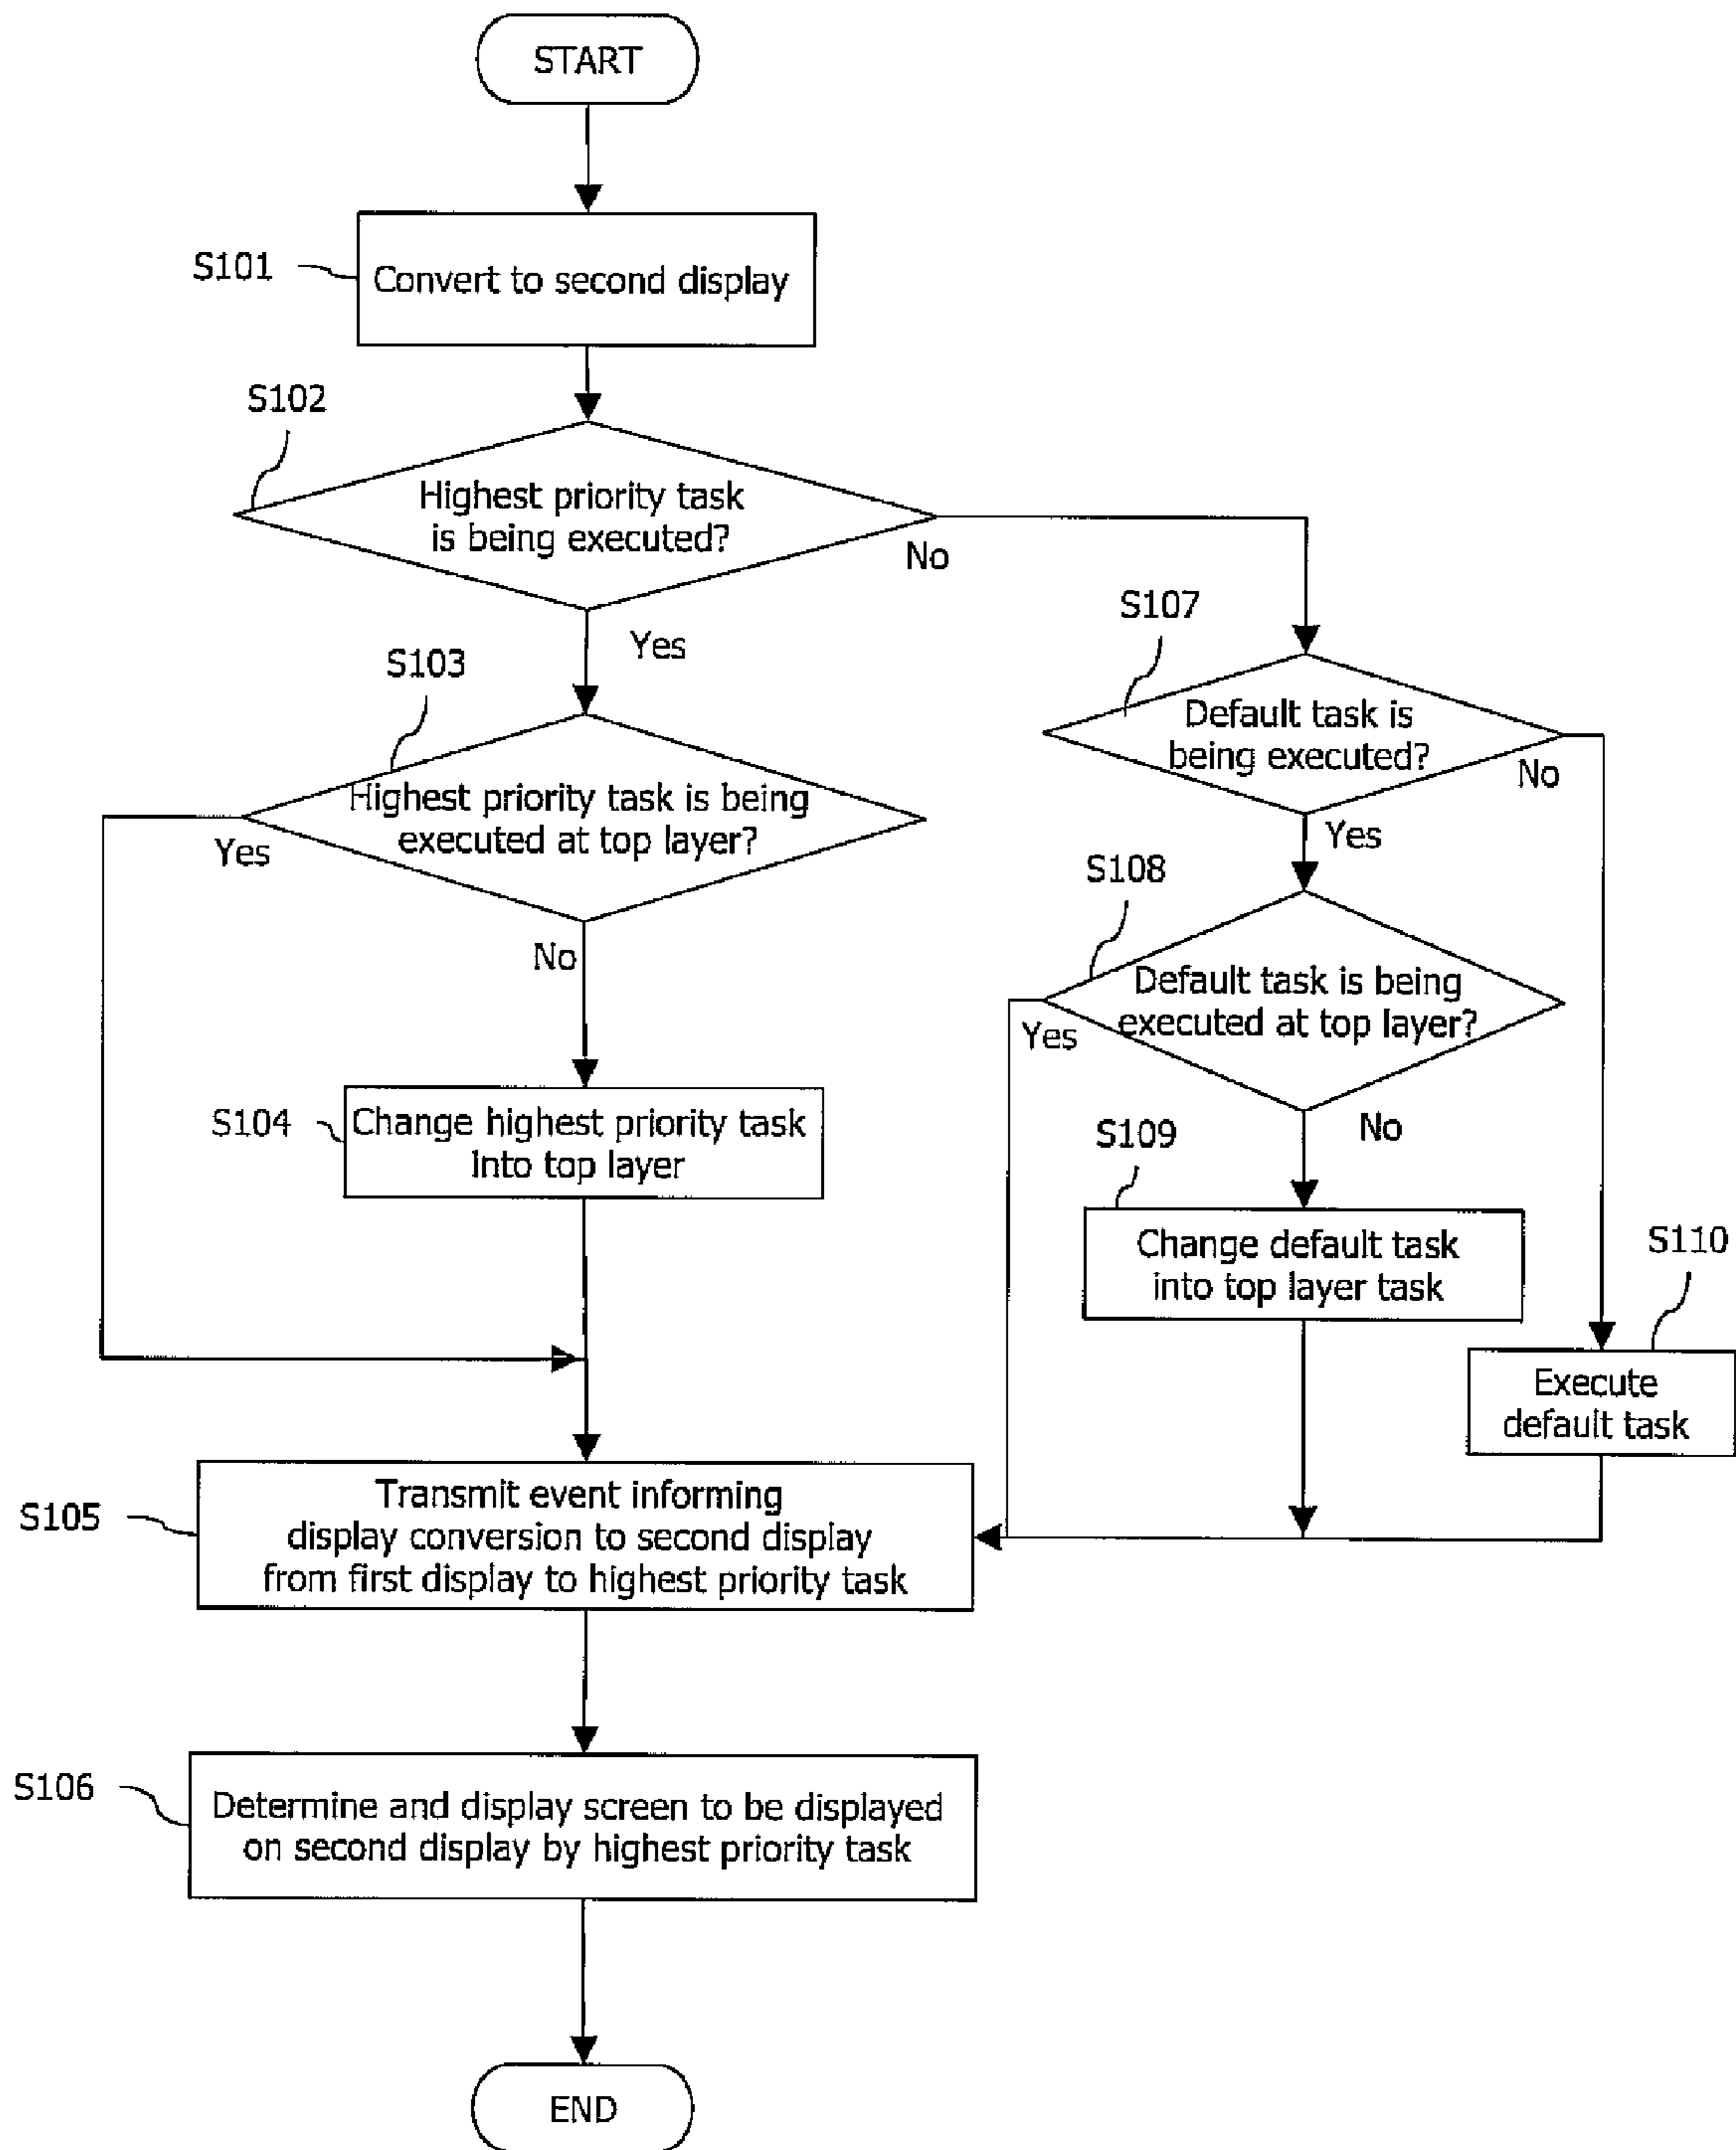 START
S101
Convert to second display
S102
Highest priority task
is being executed?
No
Yes
S107
Default task is
being executed?
No
Yes
S103
Highest priority task is being
executed at top layer?
Yes
No
S108
Default task is being
executed at top layer?
Yes
No
S104
Change highest priority task
into top layer
S109
Change default task
into top layer task
S110
Execute
default task
S105
Transmit event informing
display conversion to second display
from first display to highest priority task
S106
Determine and display screen to be displayed
on second display by highest priority task
END